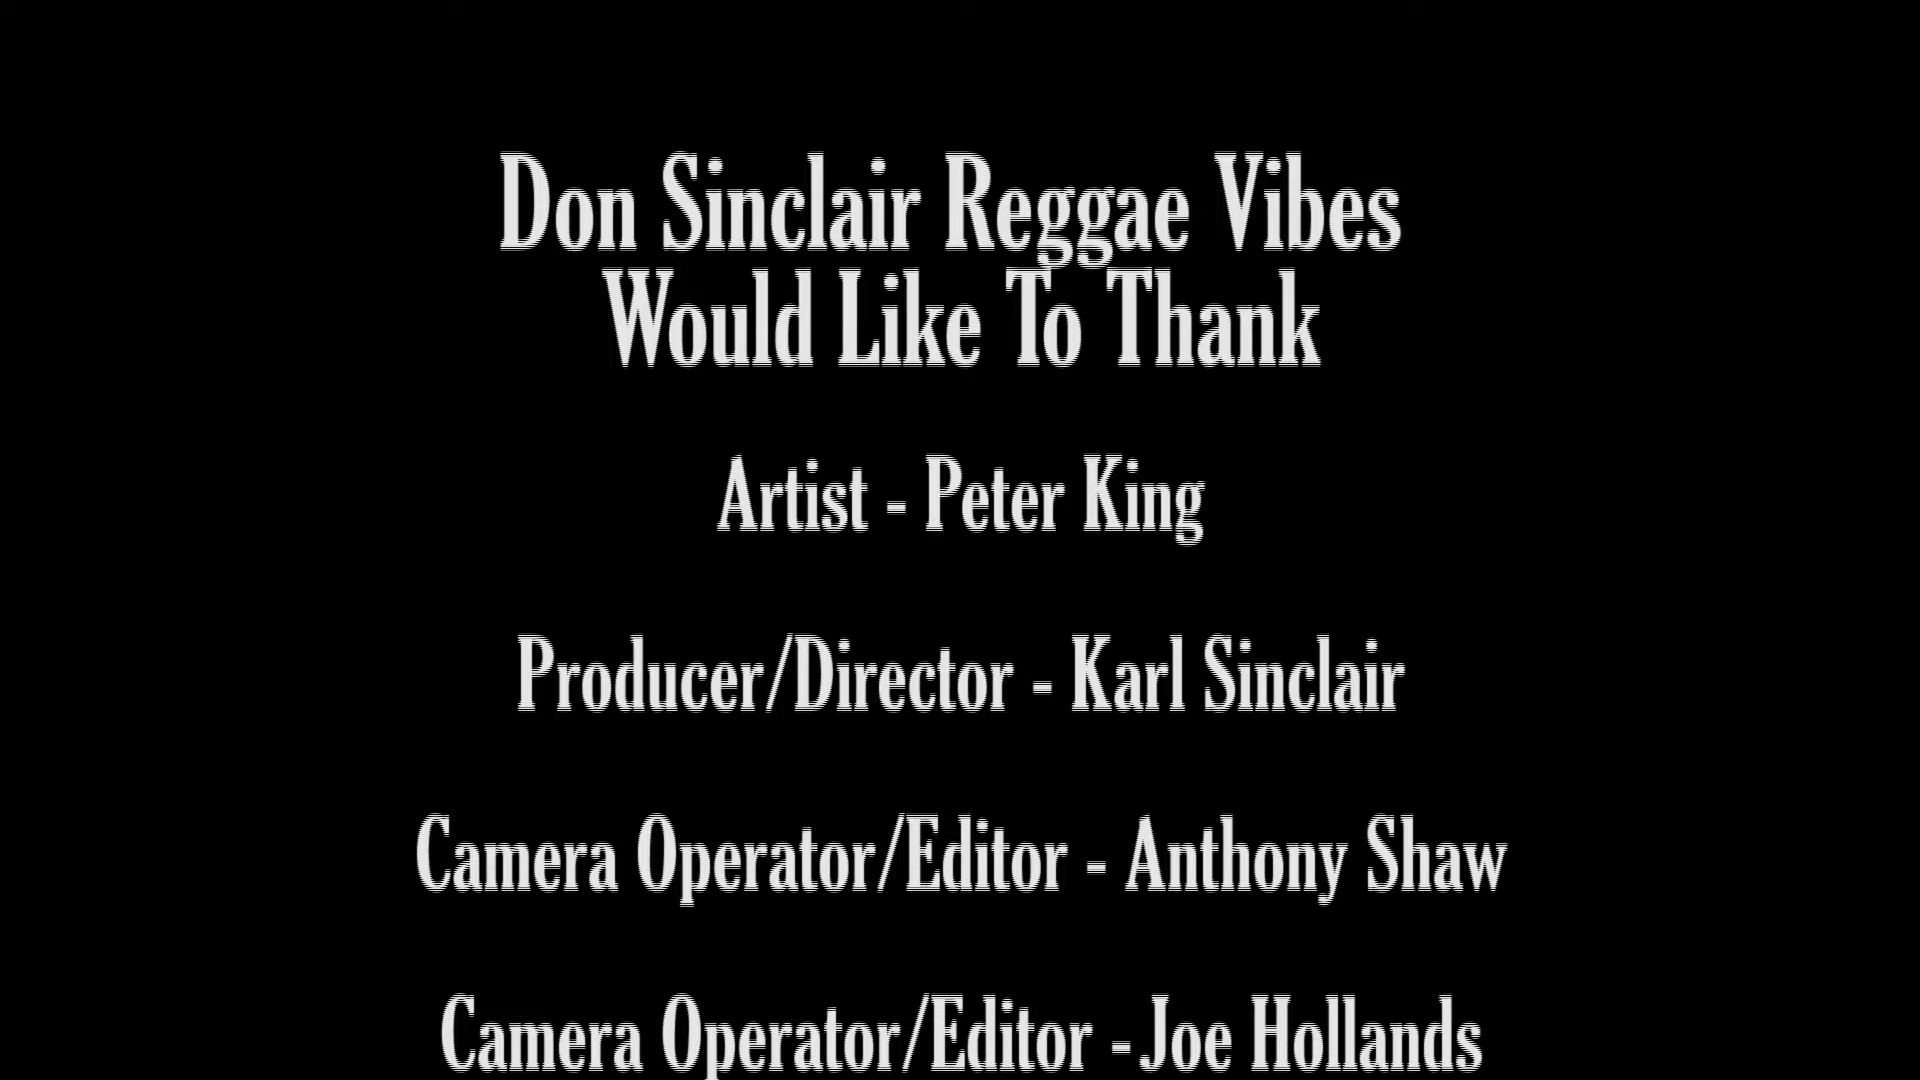 Don Sinclair Reggae Vibes
Would Like To Thank
Artist - Peter King
Producer/Director - Karl Sinclair
Camera Operator/Editor - Anthony Shaw
Camera Operator/Editor -Joe Hollands